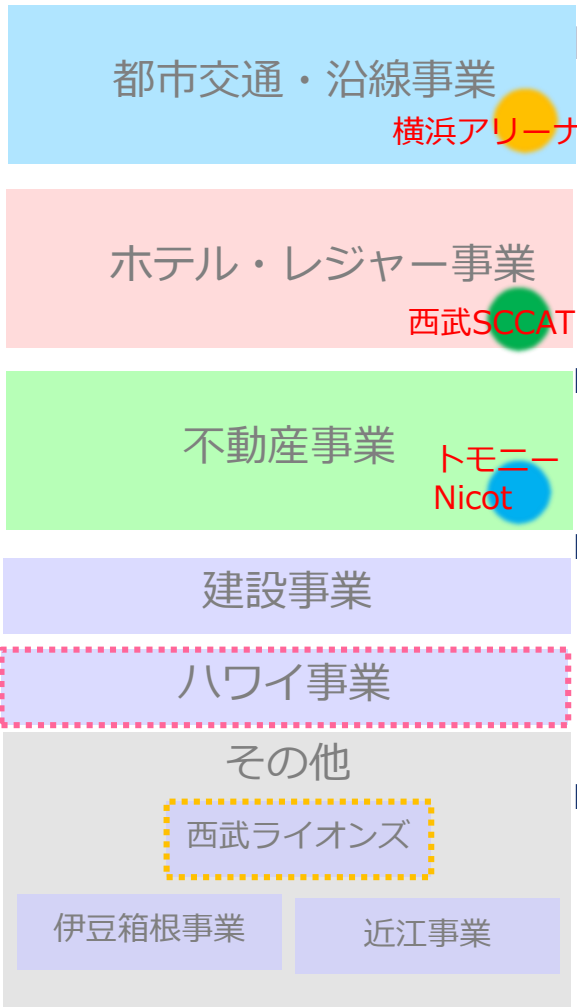 都市交通・沿線事業
横浜アリーナ
ホテル・レジャー事業
西武SCCAT
不動産事業
トモニー
Nicot
建設事業
ハワイ事業
その他
西武ライオンズ
伊豆箱根事業
近江事業